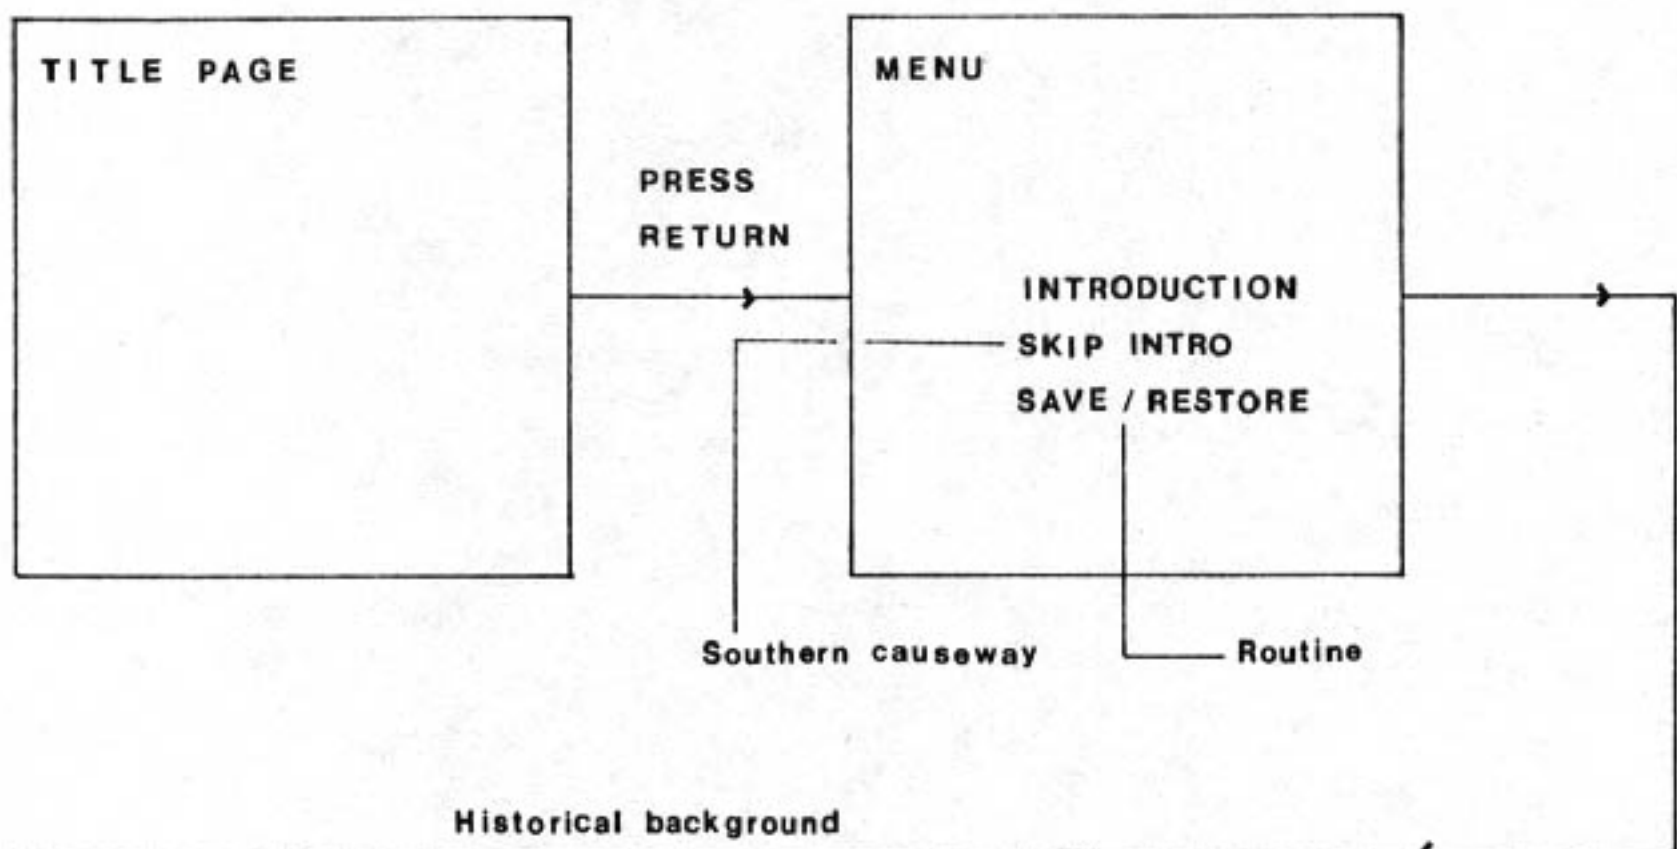 TITLE PAGE
PRESS
RETURN
MENU
INTRODUCTION
SKIP INTRO
SAVE / RESTORE
Southern causeway
Routine
Historical background